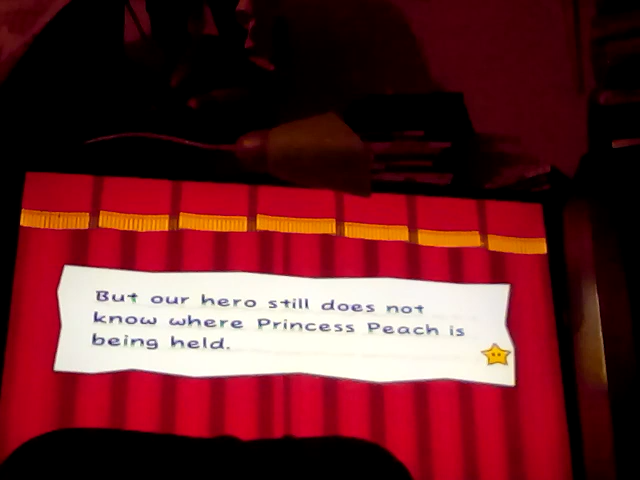 But our hero still does not
know where Princess Peach is
being held.